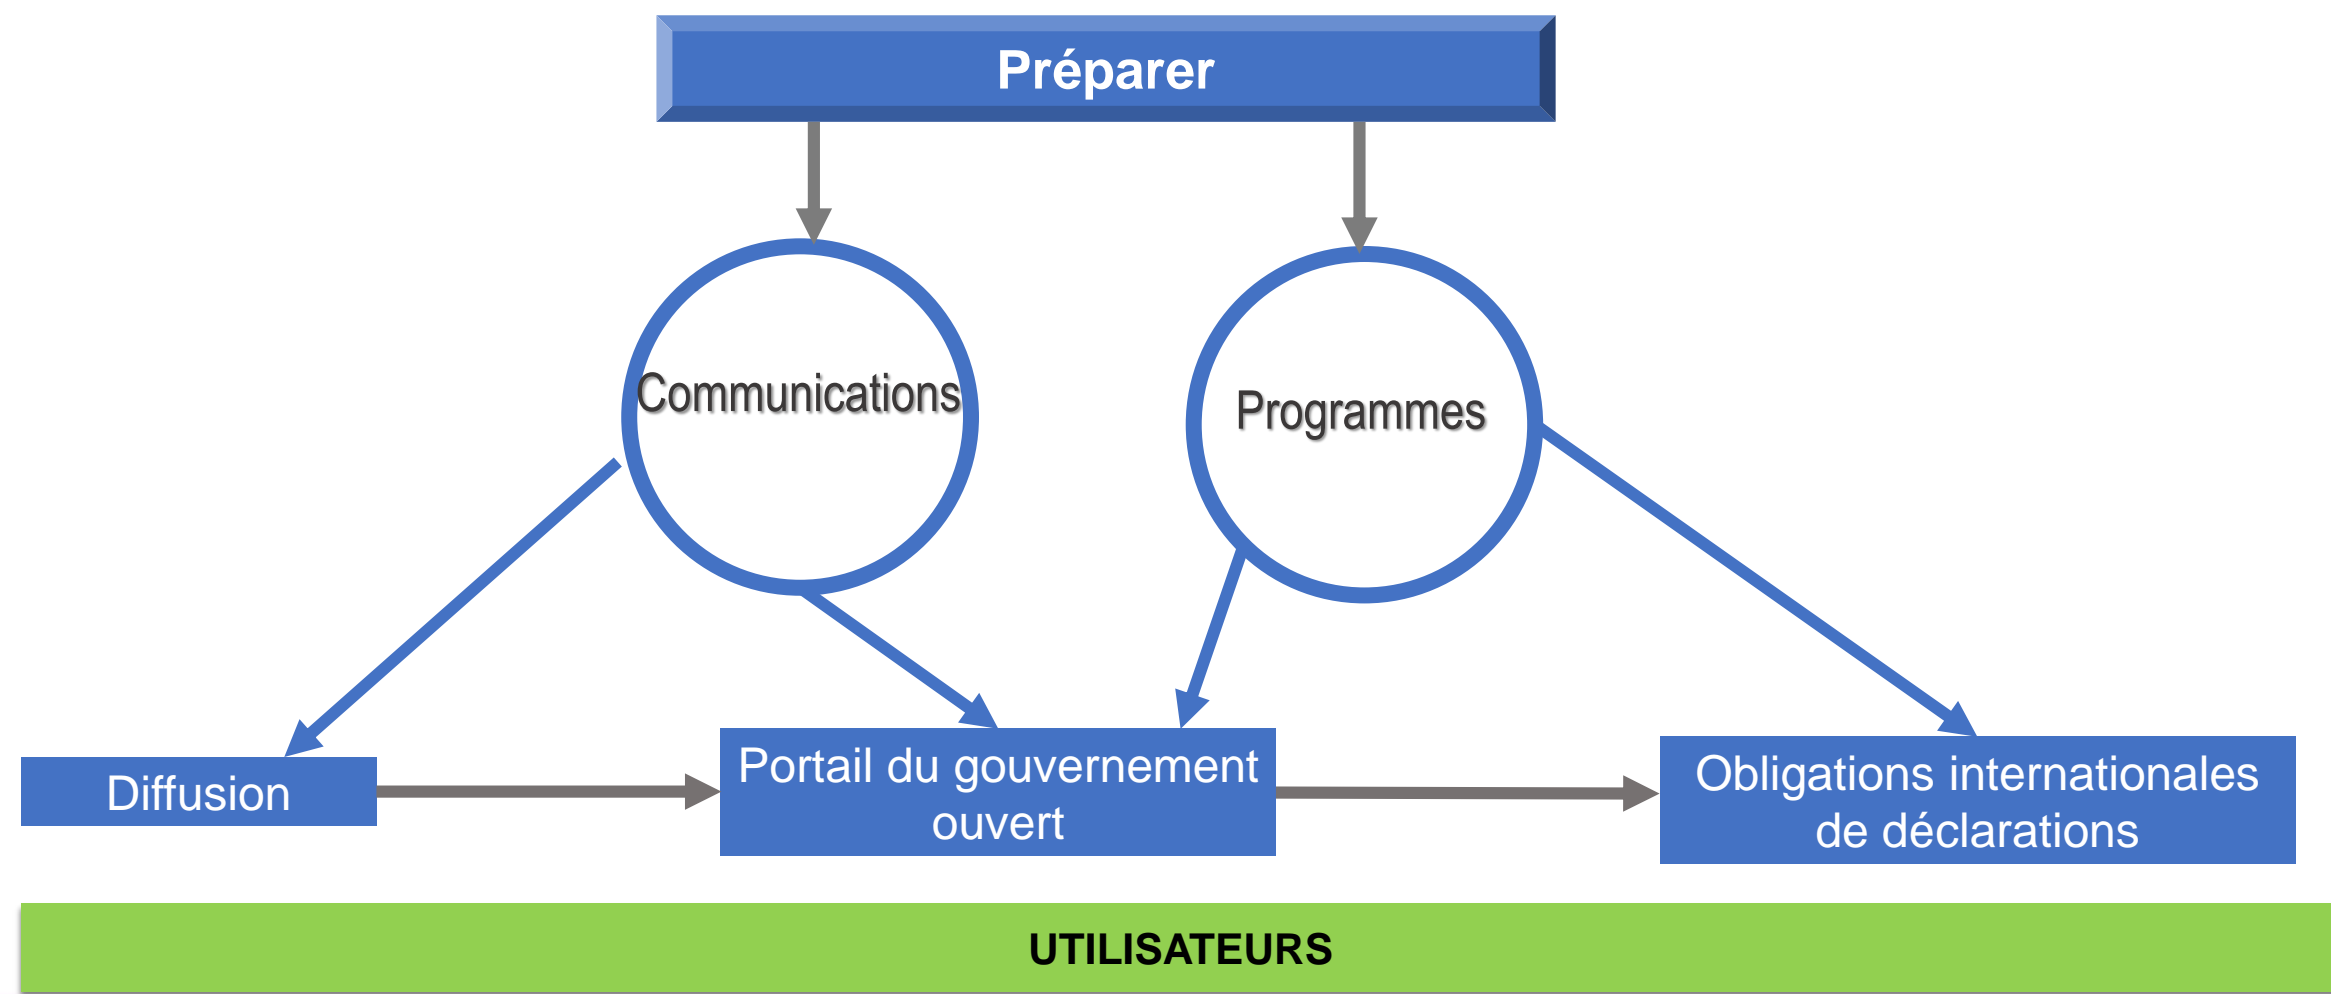 Préparer
Communications
Programmes
Diffusion
Portail du gouvernement
ouvert
Obligations internationales
de déclarations
UTILISATEURS